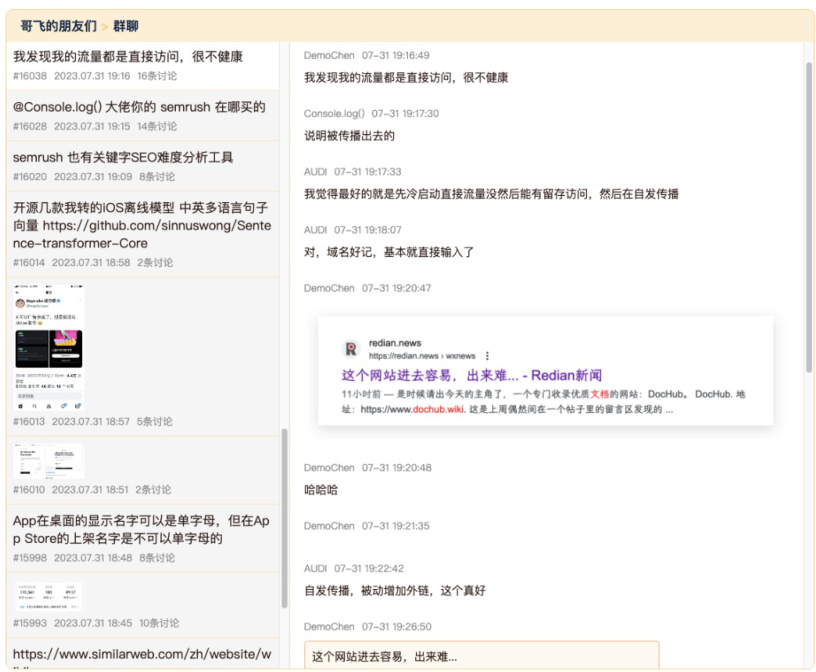 哥飞的朋友们 > 群聊
我发现我的流量都是直接访问，很不健康
#16038 2023.07.31 19:16 16条讨论
@Console.log() 大佬你的 semrush 在哪买的
#16028 2023.07.31 19:15 14条讨论
semrush 也有关键字SEO难度分析工具
#16020 2023.07.31 19:09 8条讨论
开源几款我转的iOS离线模型 中英多语言句子
向量 https://github.com/sinnuswong/Sente
nce-transformer-Core
#16014 2023.07.31 18:58 2条讨论
#16013 2023.07.31 18:57 5条讨论
#16010 2023.07.31 18:51 2条讨论
App在桌面的显示名字可以是单字母，但在Ap
p Store的上架名字是不可以单字母的
#15998 2023.07.31 18:48 8条讨论
#15993 2023.07.31 18:45 10条讨论
https://www.similarweb.com/zh/website/w
DemoChen 07-31 19:16:49
我发现我的流量都是直接访问，很不健康
Console.log() 07-31 19:17:30
说明被传播出去的
AUDI 07-31 19:17:33
我觉得最好的就是先冷启动直接流量没然后能有留存访问，然后在自发传播
AUDI 07-31 19:18:07
对，域名好记，基本就直接输入了
DemoChen 07-31 19:20:47
redian.news
https://redian.news › wxnews
这个网站进去容易，出来难... - Redian新闻
11小时前 — 是时候请出今天的主角了，一个专门收录优质文档的网站：DocHub。 DocHub. 地
址：https://www.dochub.wiki. 这是上周偶然间在一个帖子里的留言区发现的 ...
DemoChen 07-31 19:20:48
哈哈哈
DemoChen 07-31 19:21:35
AUDI 07-31 19:22:42
自发传播，被动增加外链，这个真好
DemoChen 07-31 19:26:50
这个网站进去容易，出来难...